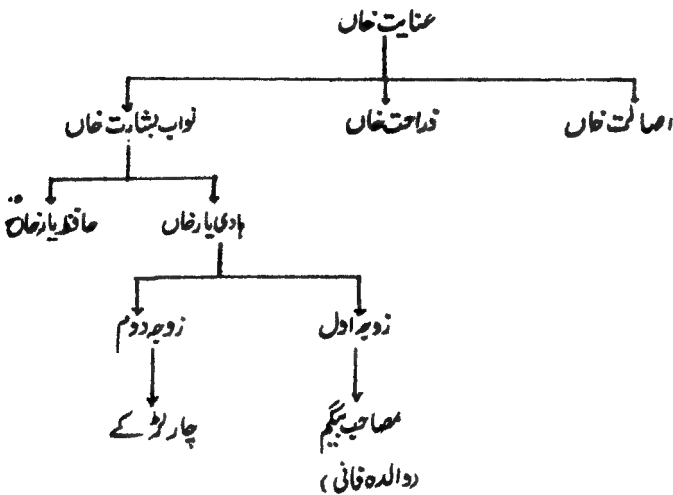 عنایت خاں
اصالت خاں ذراعت خاں نواب بشارت خاں
ہادی یار خاں حافظ یار خاں
زوجہ اول زوجہ دوم
مصاحب بیگم چار لڑکے
(والدہ فانی)